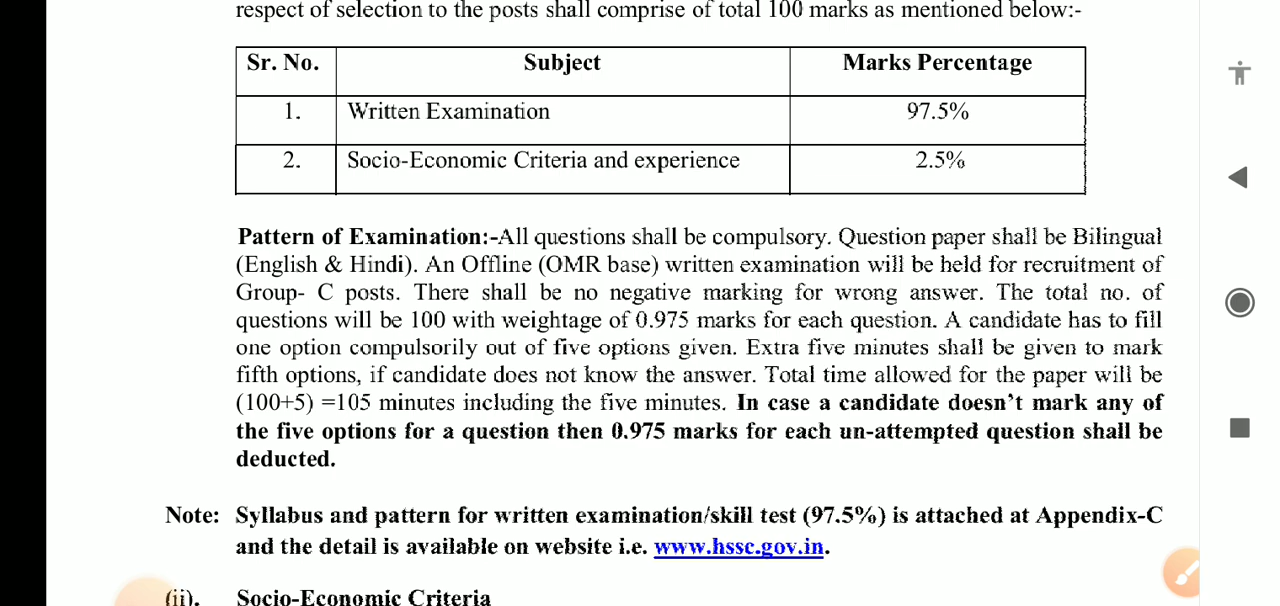 respect of selection to the posts shall comprise of total 100 marks as mentioned below:-
Sr. No. Subject Marks Percentage
1. Written Examination 97.5%
2. Socio-Economic Criteria and experience 2.5%
Pattern of Examination:-All questions shall be compulsory. Question paper shall be Bilingual
(English & Hindi). An Offline (OMR base) written examination will be held for recruitment of
Group- C posts. There shall be no negative marking for wrong answer. The total no. of
questions will be 100 with weightage of 0.975 marks for each question. A candidate has to fill
one option compulsorily out of five options given. Extra five minutes shall be given to mark
fifth options, if candidate does not know the answer. Total time allowed for the paper will be
(100+5) =105 minutes including the five minutes. In case a candidate doesn't mark any of
the five options for a question then 0.975 marks for each un-attempted question shall be
deducted.
Note: Syllabus and pattern for written examination/skill test (97.5%) is attached at Appendix-C
and the detail is available on website i.e. www.hssc.gov.in.
(ii). Socio-Economic Criteria